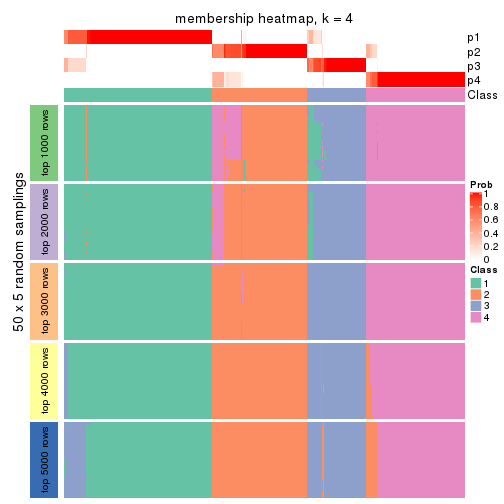 membership heatmap, k = 4
p1
p2
p3
p4
Class
50 x 5 random samplings
top 1000 rows
top 2000 rows
top 3000 rows
top 4000 rows
top 5000 rows
Prob
1
0.8
0.6
0.4
0.2
0
Class
1
2
3
4